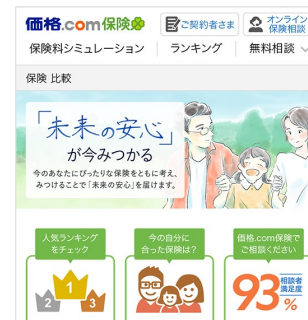 価格.com保険
ご契約者さま
オンライン
保険相談
保険料シミュレーション
ランキング
無料相談
保険 比較
「未来の安心」
が今みつかる
今のあなたにぴったりな保険をともに考え、
みつけることで「未来の安心」を届けます。
人気ランキング
をチェック
今の自分に
合った保険は?
価格.com保険で
ご相談ください
1
2
3
93%
相談者
満足度